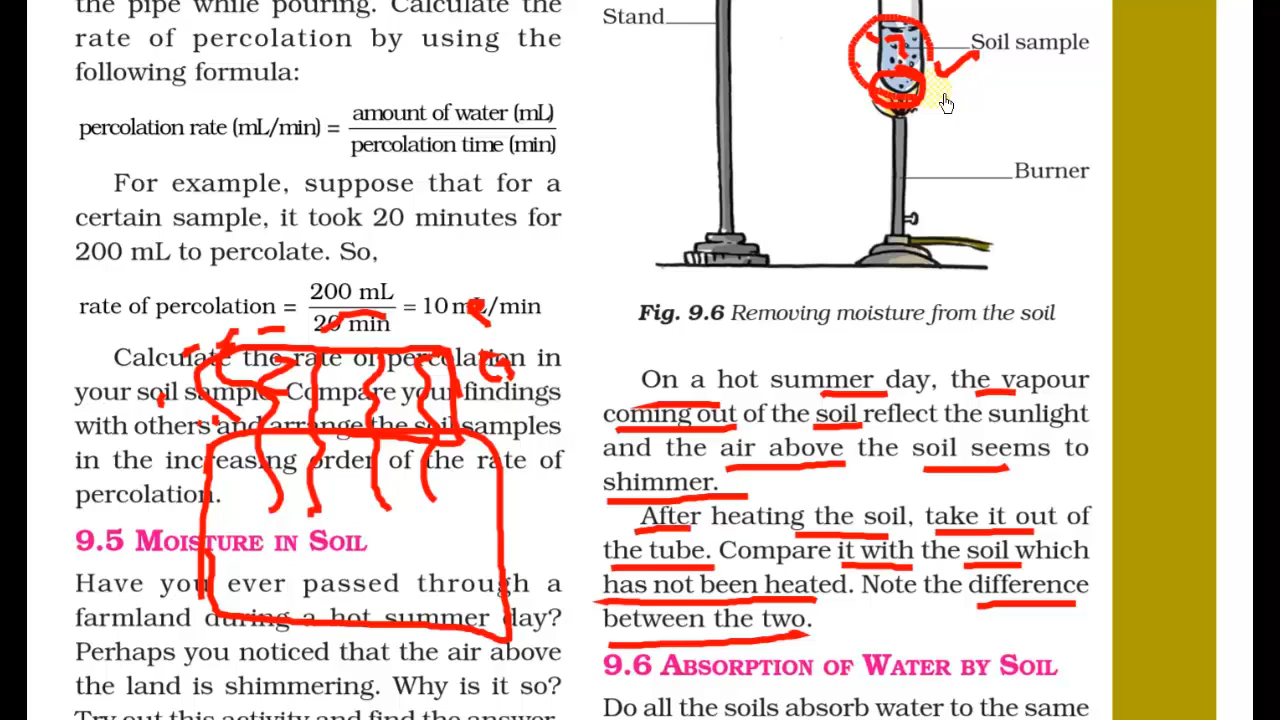 the pipe while pouring. Calculate the
rate of percolation by using the
following formula:
percolation rate (mL/min) = amount of water (mL)
percolation time (min)
For example, suppose that for a
certain sample, it took 20 minutes for
200 mL to percolate. So,
rate of percolation = 200 mL
20 min = 10 mL/min
Calculate the rate of percolation in
your soil sample. Compare your findings
with others and arrange the soil samples
in the increasing order of the rate of
percolation.
9.5 MOISTURE IN SOIL
Have you ever passed through a
farmland during a hot summer day?
Perhaps you noticed that the air above
the land is shimmering. Why is it so?
Try out this activity and find the answer.
Stand
Soil sample
Burner
Fig. 9.6 Removing moisture from the soil
On a hot summer day, the vapour
coming out of the soil reflect the sunlight
and the air above the soil seems to
shimmer.
After heating the soil, take it out of
the tube. Compare it with the soil which
has not been heated. Note the difference
between the two.
9.6 ABSORPTION OF WATER BY SOIL
Do all the soils absorb water to the same